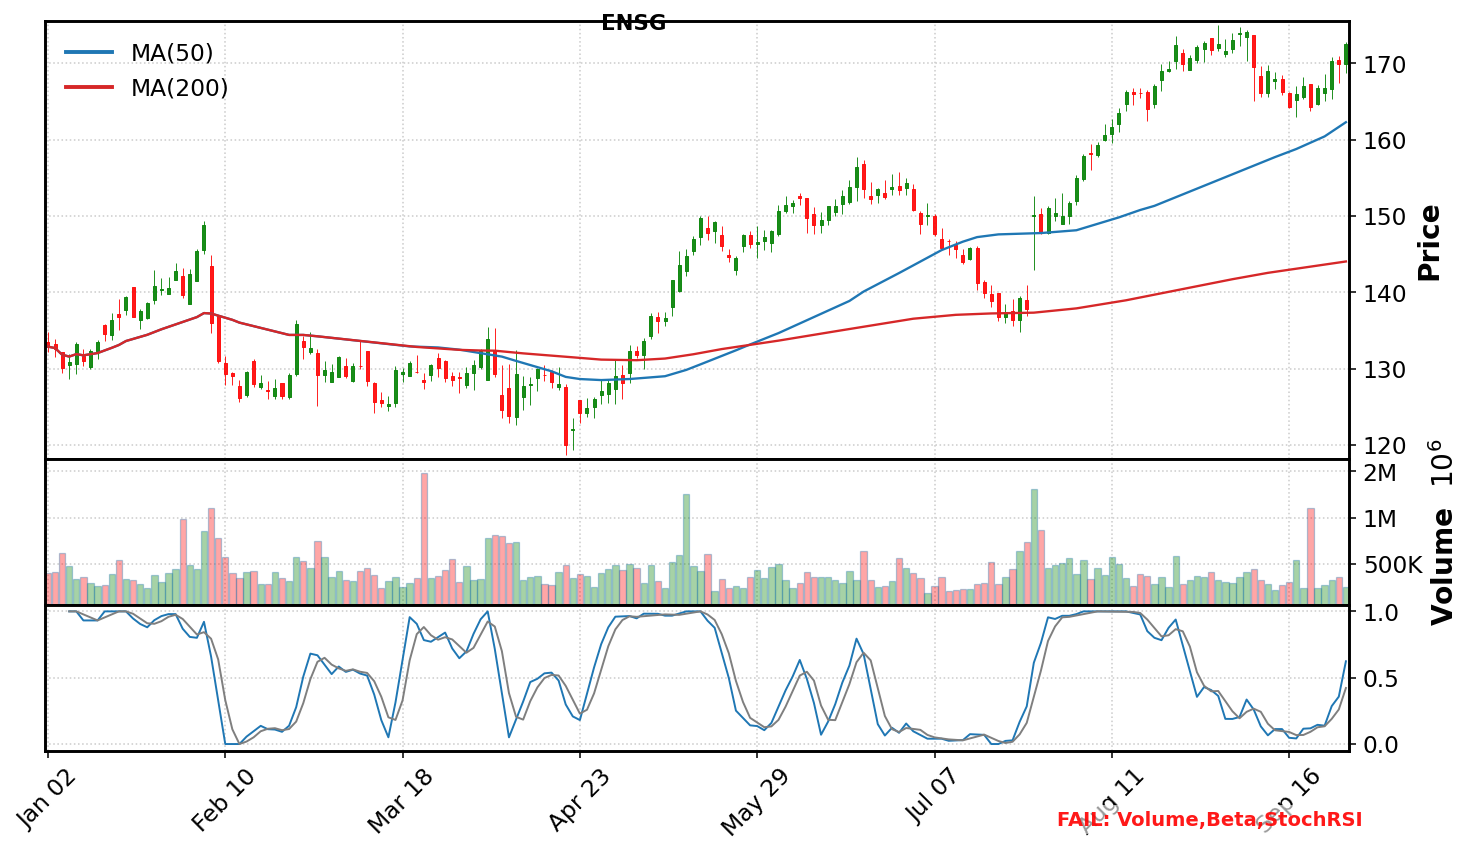 ENSG
MA(50)
MA(200)
170
160
150
140
130
120
Price
2M
1M
500K
Volume 10^6
1.0
0.5
0.0
Jan 02
Feb 10
Mar 18
Apr 23
May 29
Jul 07
Aug 11
Sep 16
FAIL: Volume,Beta,StochRSI